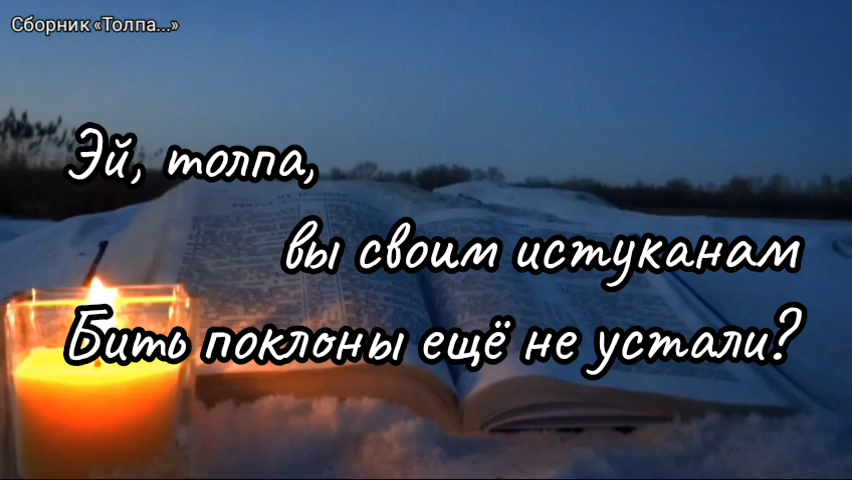 Сборник «Толпа...»
Эй, толпа,
вы своим истуканам
Бить поклоны ещё не устали?